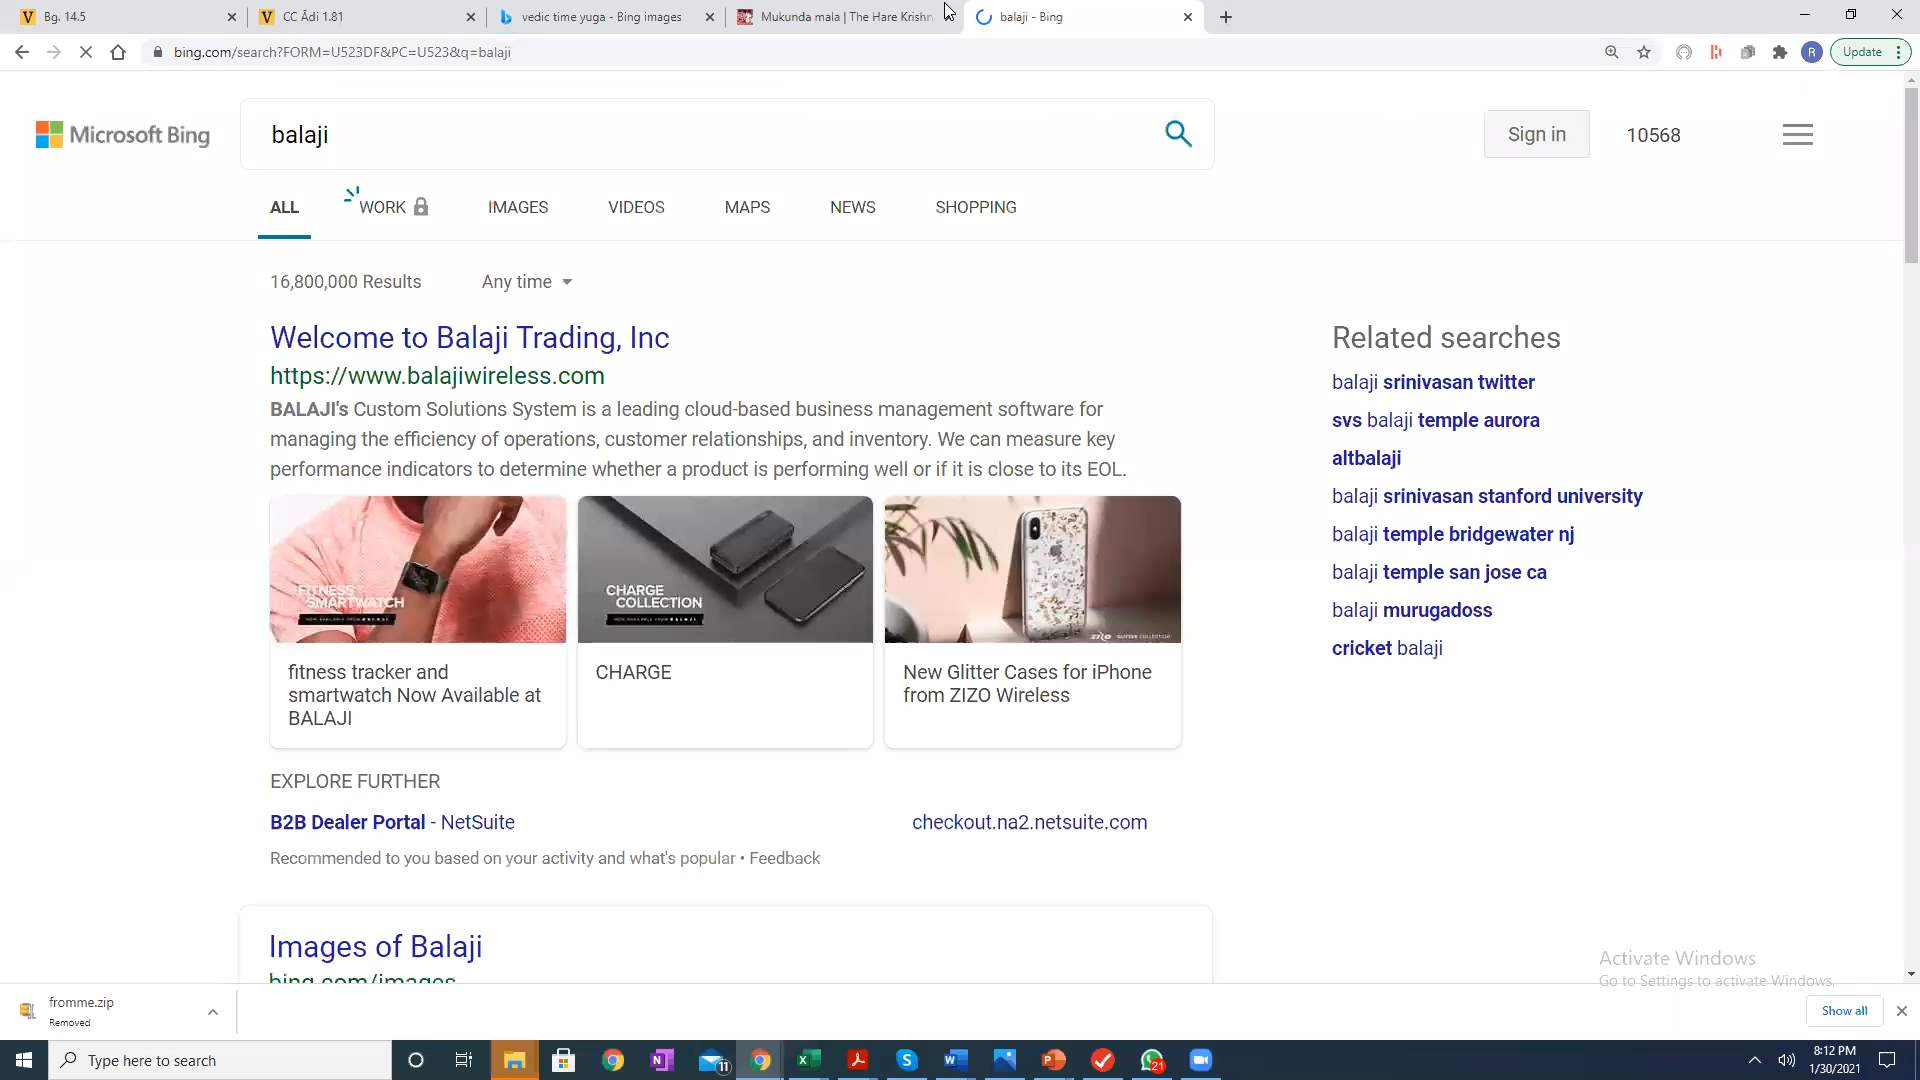 Bg. 14.5
CC Ādi 1.81
vedic time yuga - Bing images
Mukunda mala | The Hare Krishn
balaji - Bing
bing.com/search?FORM=U523DF&PC=U523&q=balaji
R
Update
Microsoft Bing
balaji
Sign in
10568
ALL
WORK
IMAGES
VIDEOS
MAPS
NEWS
SHOPPING
16,800,000 Results
Any time
Welcome to Balaji Trading, Inc
https://www.balajiwireless.com
BALAJI's Custom Solutions System is a leading cloud-based business management software for
managing the efficiency of operations, customer relationships, and inventory. We can measure key
performance indicators to determine whether a product is performing well or if it is close to its EOL.
FITNESS
SMARTWATCH
CHARGE
COLLECTION
fitness tracker and
smartwatch Now Available at
BALAJI
CHARGE
New Glitter Cases for iPhone
from ZIZO Wireless
EXPLORE FURTHER
B2B Dealer Portal - NetSuite
checkout.na2.netsuite.com
Recommended to you based on your activity and what's popular • Feedback
Images of Balaji
bing.com/images
Related searches
balaji srinivasan twitter
svs balaji temple aurora
altbalaji
balaji srinivasan stanford university
balaji temple bridgewater nj
balaji temple san jose ca
balaji murugadoss
cricket balaji
Activate Windows
Go to Settings to activate Windows.
fromme.zip
Removed
Show all
Type here to search
11
21
8:12 PM
1/30/2021